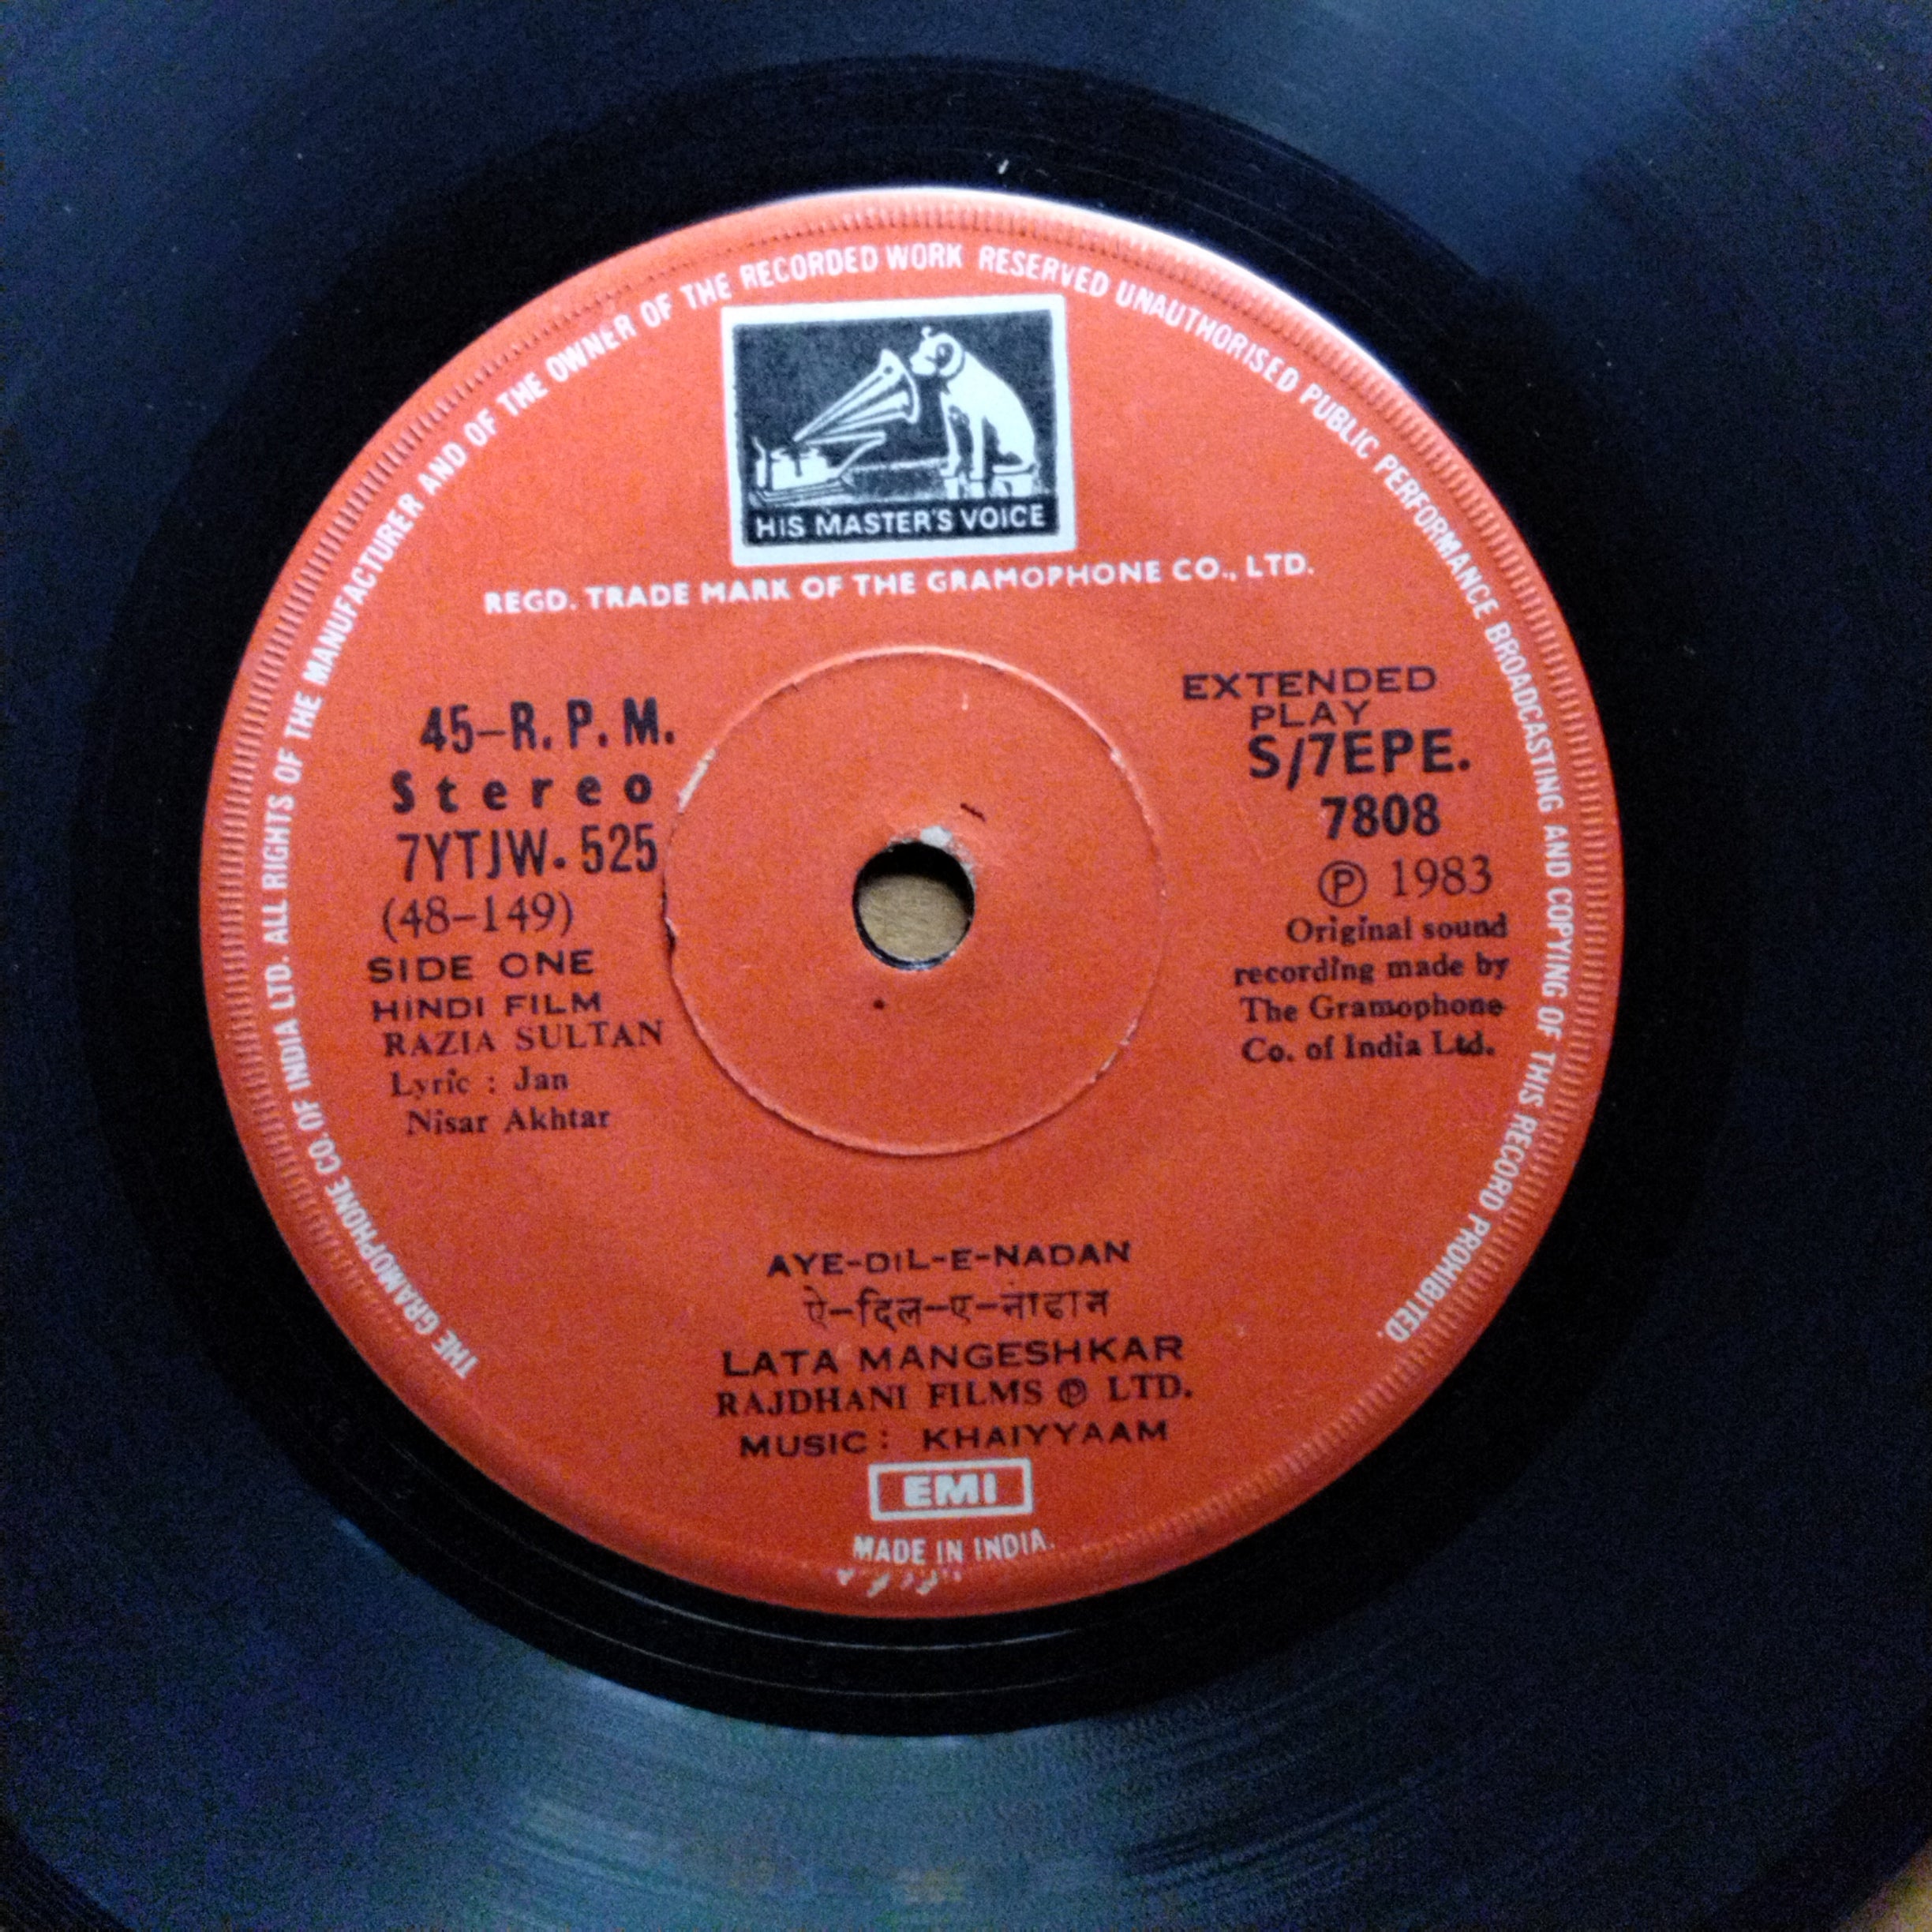 THE GRAMOPHONE CO. OF INDIA LTD. ALL RIGHTS OF THE MANUFACTURER AND OF THE OWNER OF THE RECORDED WORK RESERVED UNAUTHORISED PUBLIC PERFORMANCE BROADCASTING AND COPYING OF THIS RECORD PROHIBITED.
HIS MASTER'S VOICE
REGD. TRADE MARK OF THE GRAMOPHONE CO., LTD.
45-R.P.M.
Stereo
7YTJW. 525
(48-149)
SIDE ONE
HINDI FILM
RAZIA SULTAN
Lyric : Jan
Nisar Akhtar
EXTENDED
PLAY
S/7EPE.
7808
Ⓟ 1983
Original sound
recording made by
The Gramophone
Co. of India Ltd.
AYE-DIL-E-NADAN
ऐ-दिल-ए-नादान
LATA MANGESHKAR
RAJDHANI FILMS Ⓟ LTD.
MUSIC : KHAIYYAAM
EMI
MADE IN INDIA.